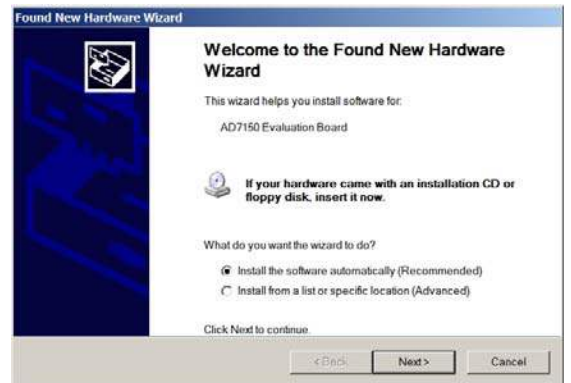 Found New Hardware Wizard
Welcome to the Found New Hardware
Wizard
This wizard helps you install software for:
AD7150 Evaluation Board
If your hardware came with an installation CD or
floppy disk, insert it now.
What do you want the wizard to do?
Install the software automatically (Recommended)
Install from a list or specific location (Advanced)
Click Next to continue.
< Back Next > Cancel